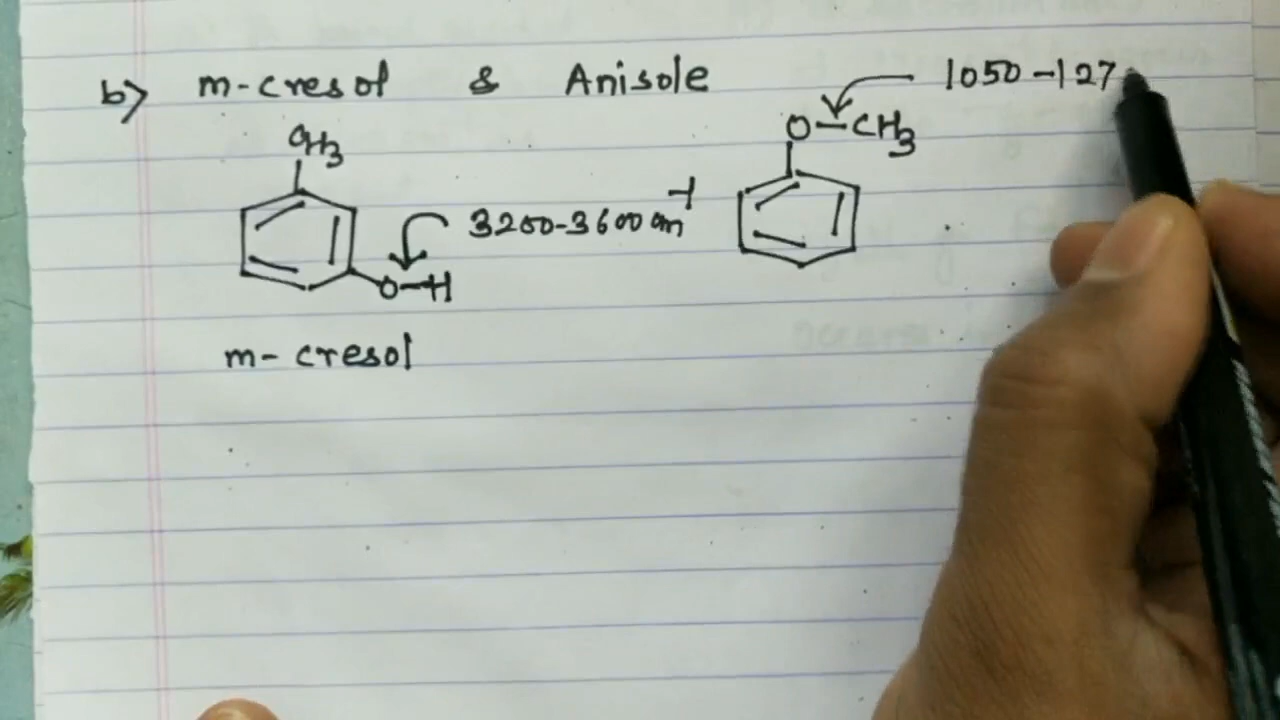 b) m-cresol & Anisole
1050-127
CH3
O-CH3
3200-3600 cm-1
O-H
m-cresol